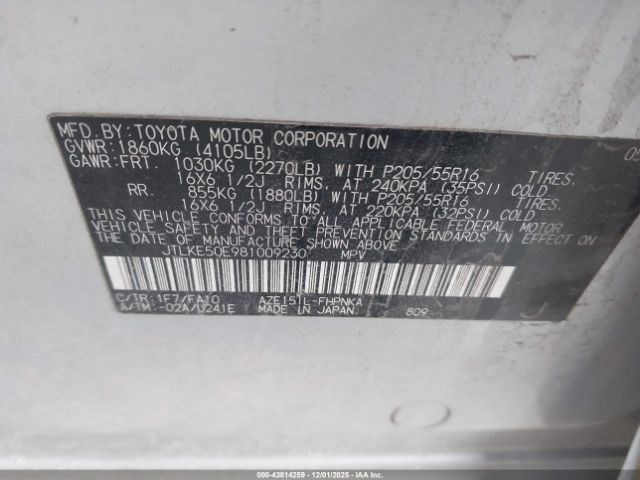 MFD. BY: TOYOTA MOTOR CORPORATION
GVWR: 1860KG (4105LB)
GAWR: FRT 1030KG (2270LB) WITH P205/55R16 TIRES.
16X6 1/2J RIMS, AT 240KPA (35PSI) COLD
RR. 855KG (1880LB) WITH P205/55R16 TIRES.
16X6 1/2J RIMS, AT 220KPA (32PSI) COLD
THIS VEHICLE CONFORMS TO ALL APPLICABLE FEDERAL MOTOR
VEHICLE SAFETY AND THEFT PREVENTION STANDARDS IN EFFECT ON
THE DATE OF MANUFACTURE SHOWN ABOVE.
JTLKE50E981009230 MPV
C/TR: 1F7/FA10 AZE151L-FHPNKA
A/TM: -02A/U241E MADE IN JAPAN 809 J
000-43814259 | 12/01/2025 - IAAI.COM